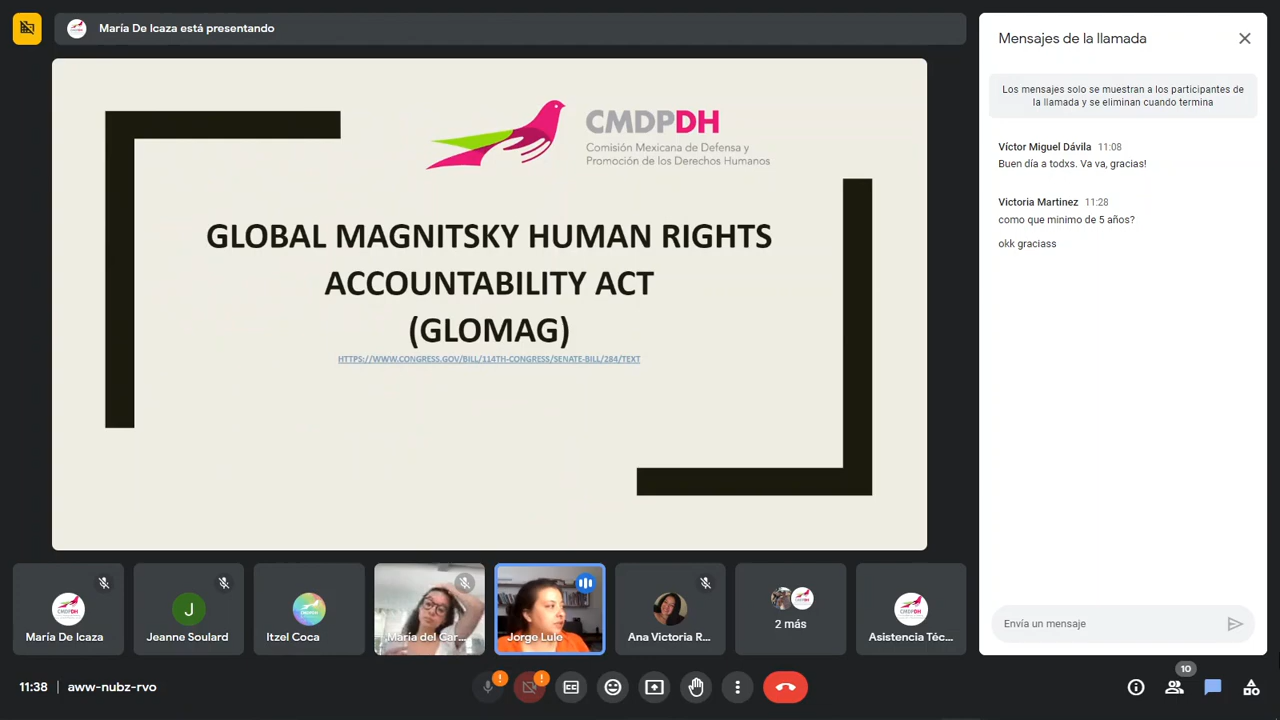 María De Icaza está presentando
CMDPDH
Comisión Mexicana de Defensa y
Promoción de los Derechos Humanos
GLOBAL MAGNITSKY HUMAN RIGHTS
ACCOUNTABILITY ACT
(GLOMAG)
HTTPS://WWW.CONGRESS.GOV/BILL/114TH-CONGRESS/SENATE-BILL/284/TEXT
Mensajes de la llamada
Los mensajes solo se muestran a los participantes de
la llamada y se eliminan cuando termina
Víctor Miguel Dávila 11:08
Buen día a todxs. Va va, gracias!
Victoria Martinez 11:28
como que minimo de 5 años?
okk graciass
Envía un mensaje
María De Icaza
J
Jeanne Soulard
Itzel Coca
María del Car...
Jorge Lule
Ana Victoria R...
2 más
Asistencia Téc...
11:38 | aww-nubz-rvo
10